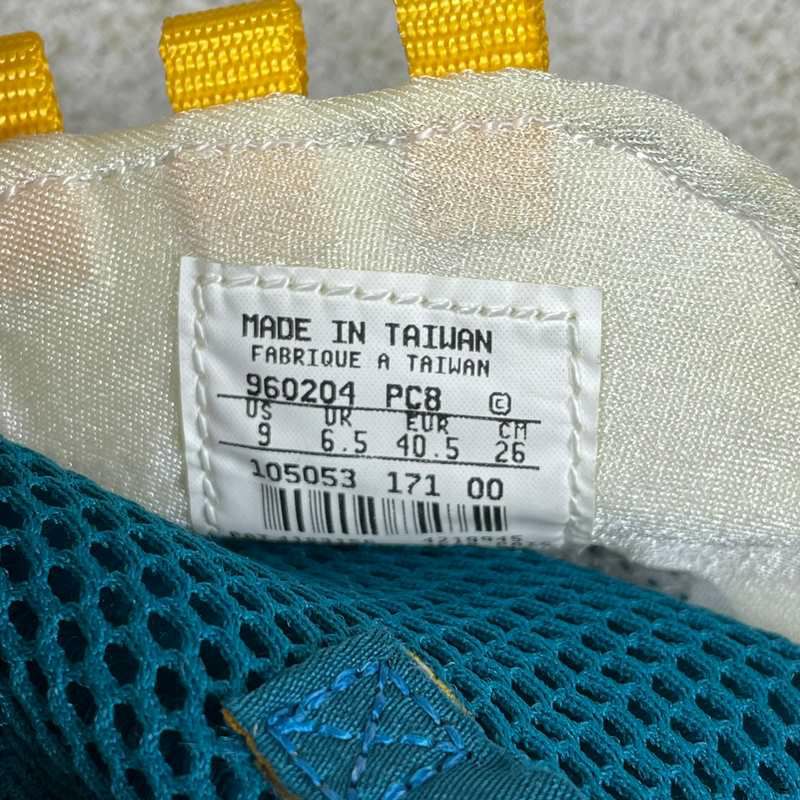 MADE IN TAIWAN
FABRIQUE A TAIWAN
960204 PC8 ©
US UK EUR CM
9 6.5 40.5 26
105053 171 00
4219945